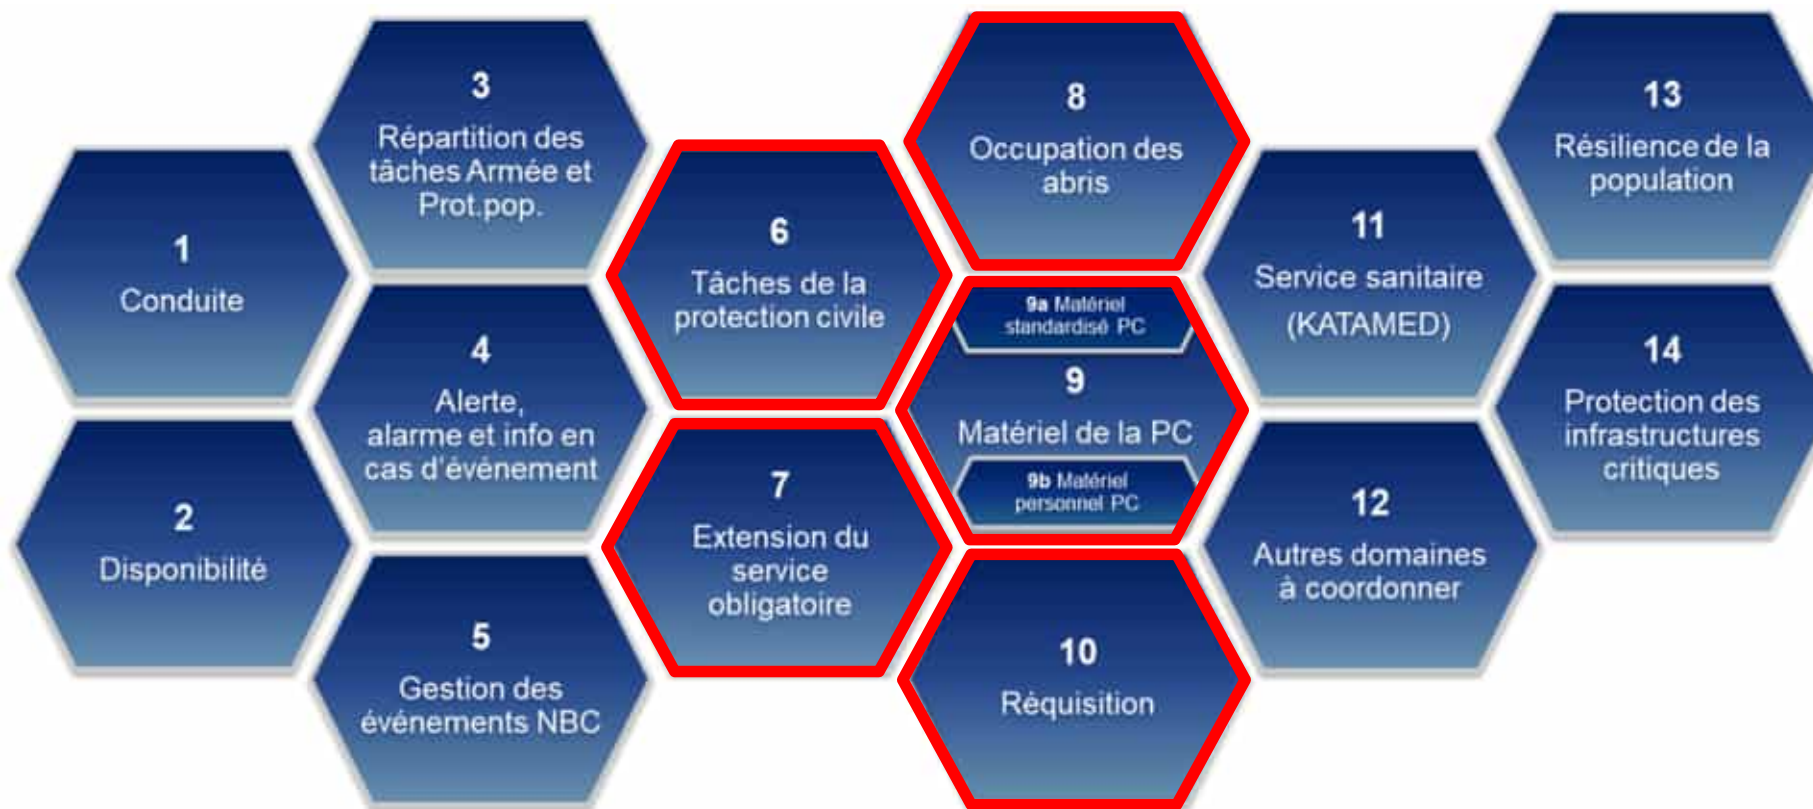 1
Conduite
2
Disponibilité
3
Répartition des
tâches Armée et
Prot.pop.
4
Alerte,
alarme et info en
cas d'événement
5
Gestion des
événements NBC
6
Tâches de la
protection civile
7
Extension du
service
obligatoire
8
Occupation des
abris
9a Matériel
standardisé PC
9
Matériel de la PC
9b Matériel
personnel PC
10
Réquisition
11
Service sanitaire
(KATAMED)
12
Autres domaines
à coordonner
13
Résilience de la
population
14
Protection des
infrastructures
critiques